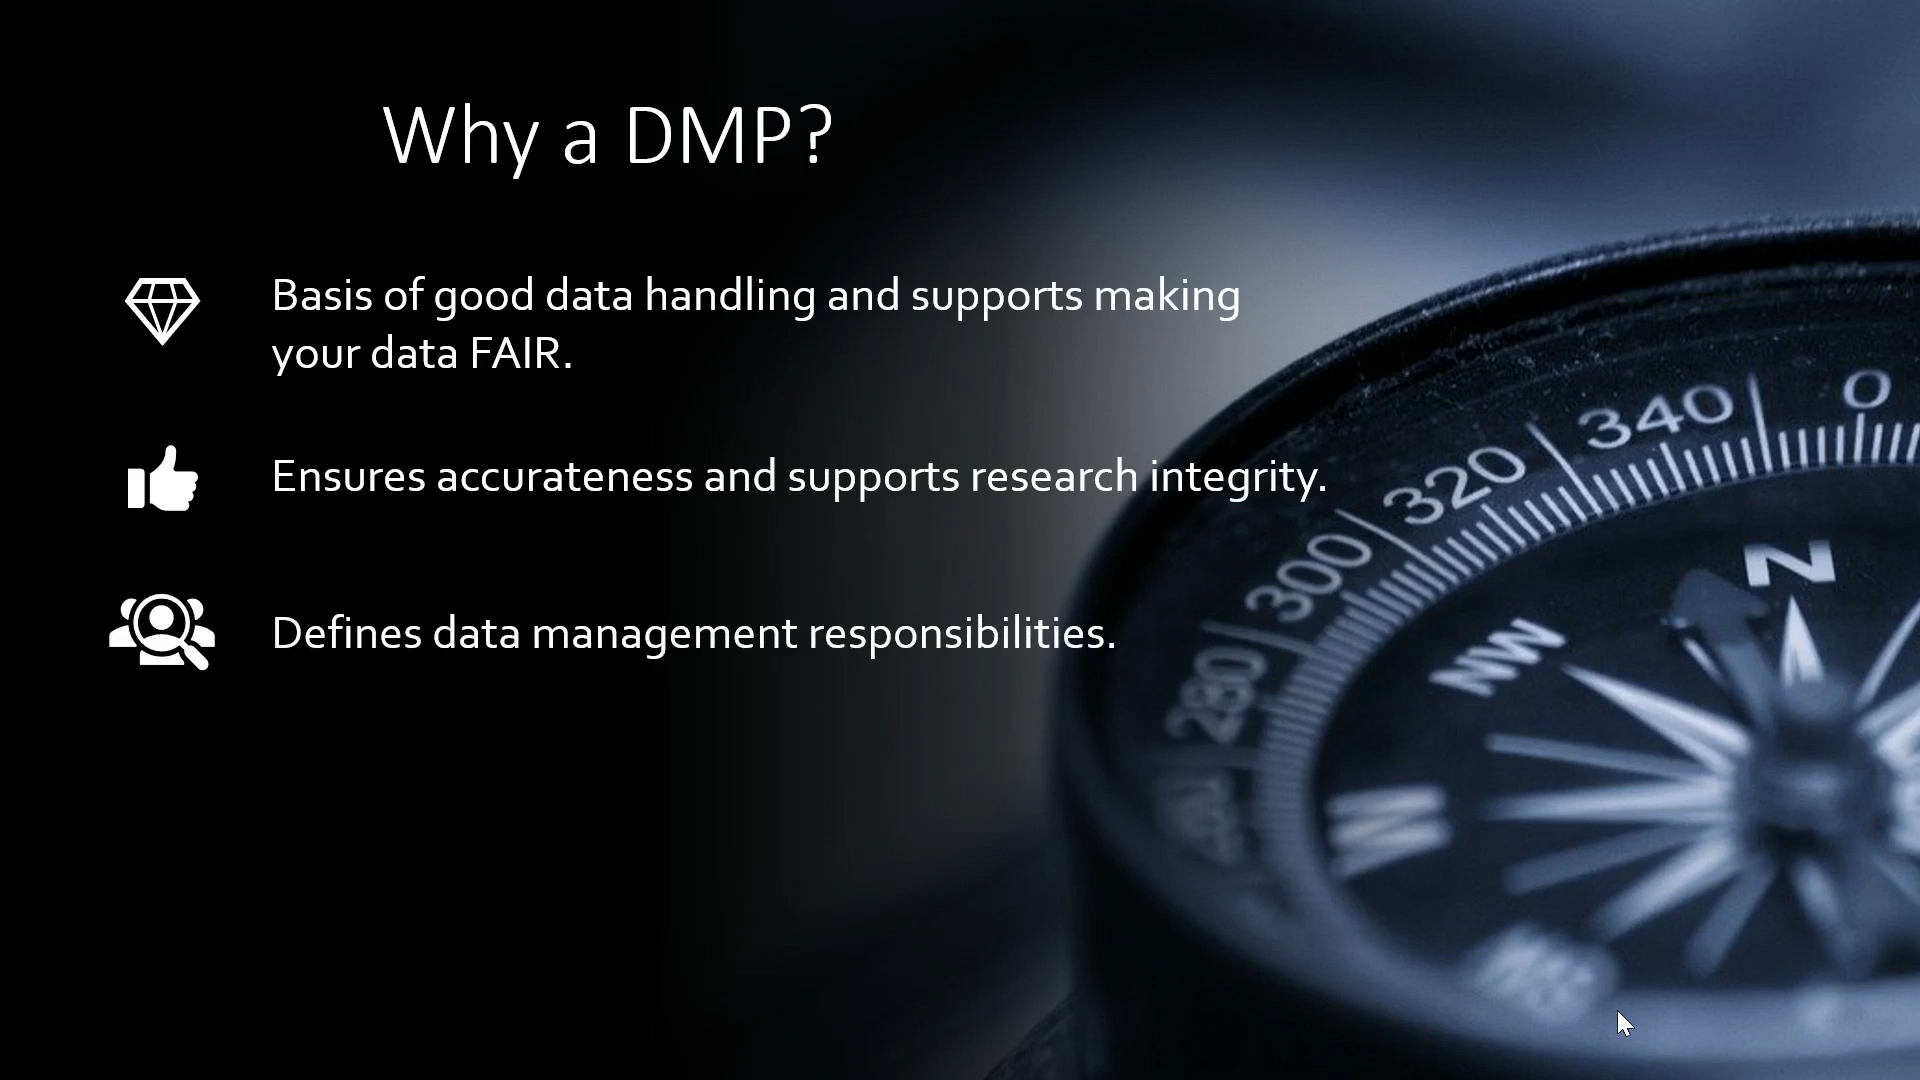 Why a DMP?
Basis of good data handling and supports making
your data FAIR.
Ensures accurateness and supports research integrity.
Defines data management responsibilities.
0
340
320
300
280
N
NW
W
SW